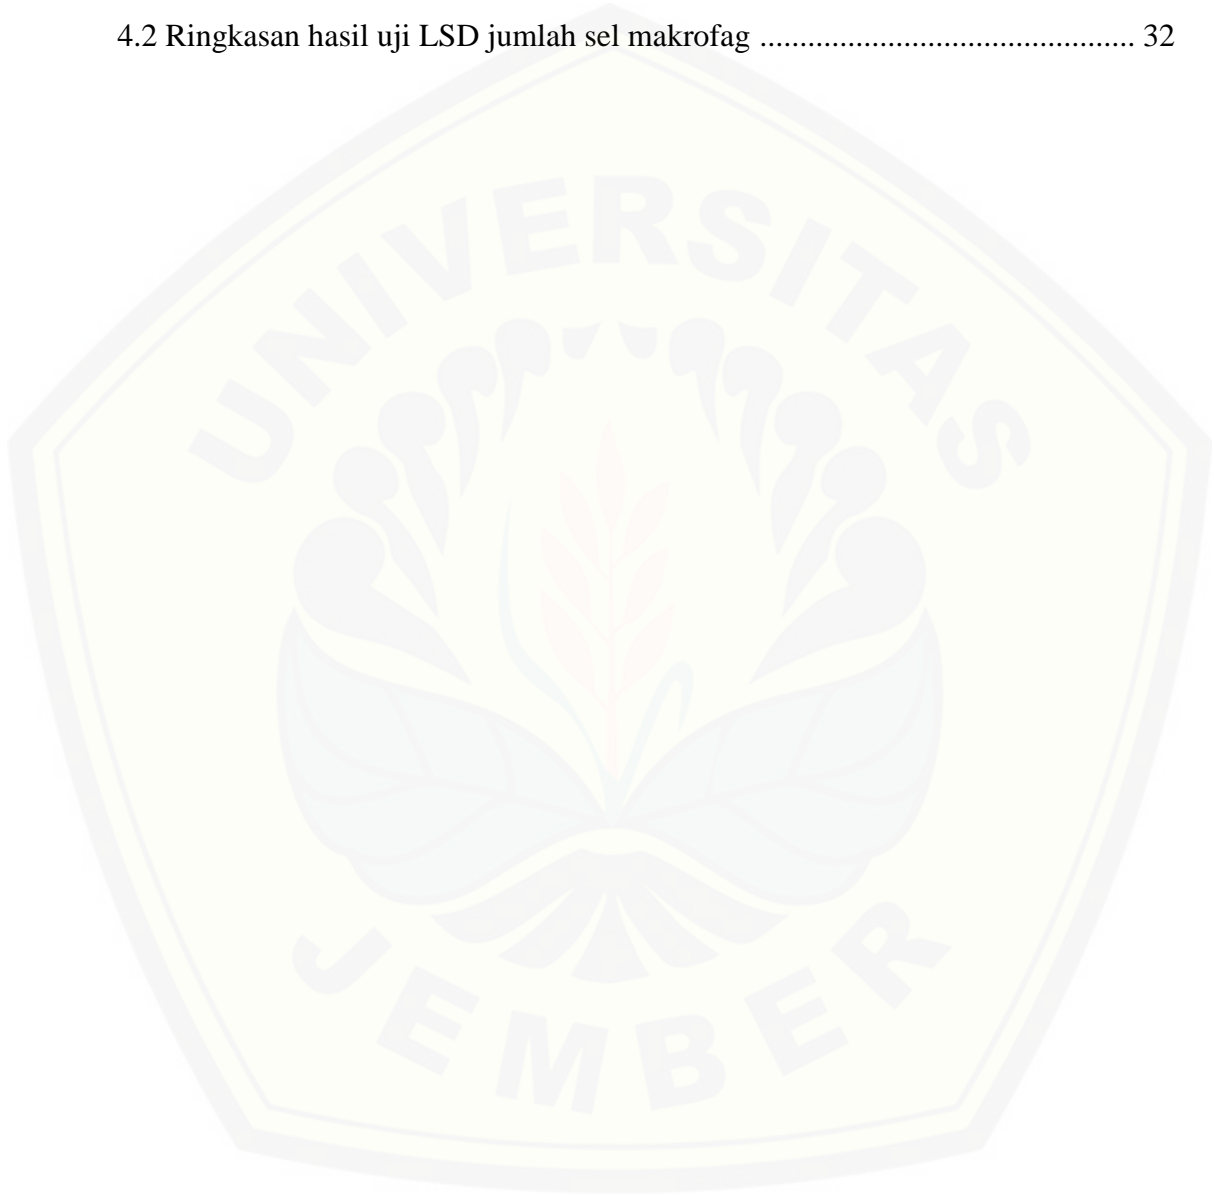 4.2 Ringkasan hasil uji LSD jumlah sel makrofag .............................................. 32
UNIVERSITAS
JEMBER